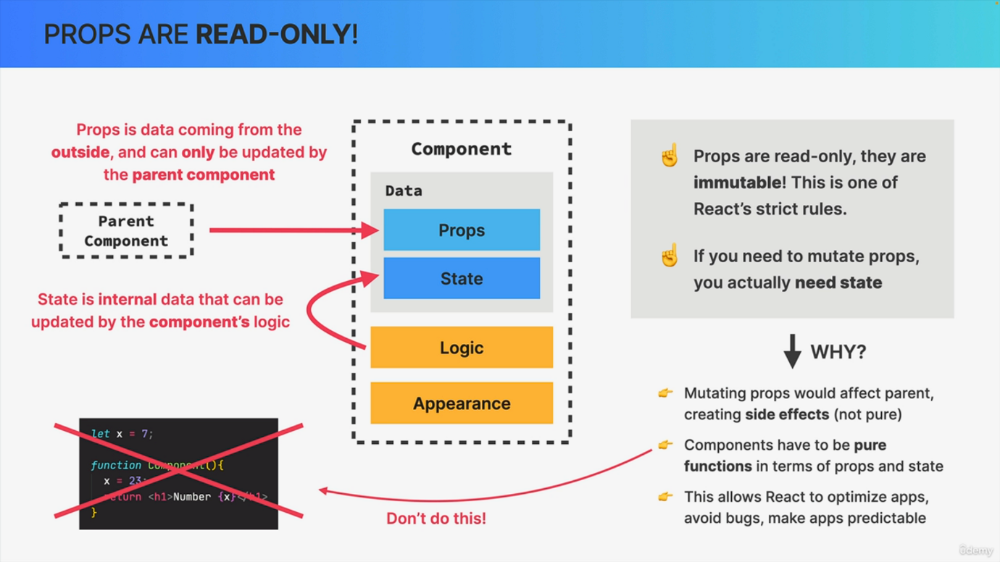 PROPS ARE READ-ONLY!
Props is data coming from the
outside, and can only be updated by
the parent component
Parent
Component
State is internal data that can be
updated by the component’s logic
let x = 7;
function Component(){
x = 23;
return <h1>Number {x}</h1>
}
Component
Data
Props
State
Logic
Appearance
Don’t do this!
☝️ Props are read-only, they are
immutable! This is one of
React’s strict rules.
☝️ If you need to mutate props,
you actually need state
WHY?
👉 Mutating props would affect parent,
creating side effects (not pure)
👉 Components have to be pure
functions in terms of props and state
👉 This allows React to optimize apps,
avoid bugs, make apps predictable
ûdemy